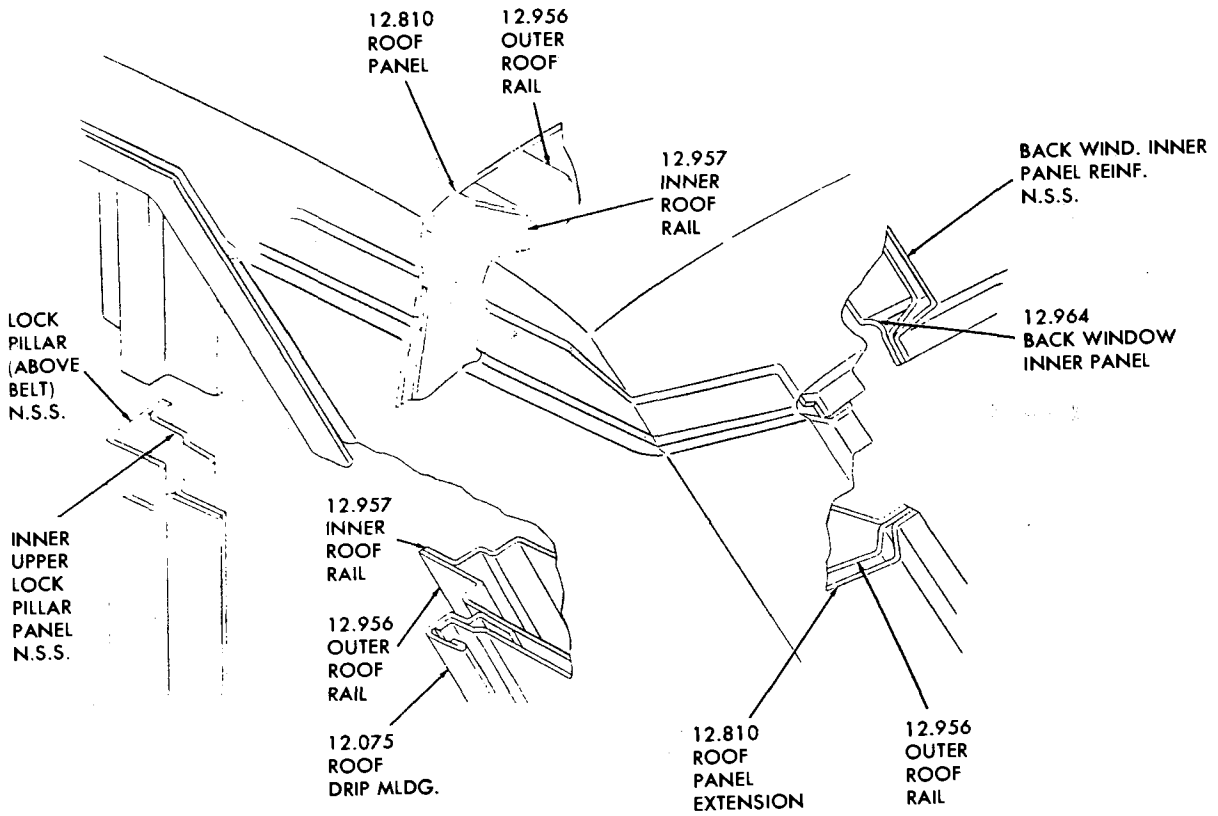 12.810
ROOF
PANEL
12.956
OUTER
ROOF
RAIL
12.957
INNER
ROOF
RAIL
BACK WIND. INNER
PANEL REINF.
N.S.S.
LOCK
PILLAR
(ABOVE
BELT)
N.S.S.
12.964
BACK WINDOW
INNER PANEL
INNER
UPPER
LOCK
PILLAR
PANEL
N.S.S.
12.957
INNER
ROOF
RAIL
12.956
OUTER
ROOF
RAIL
12.075
ROOF
DRIP MLDG.
12.810
ROOF
PANEL
EXTENSION
12.956
OUTER
ROOF
RAIL